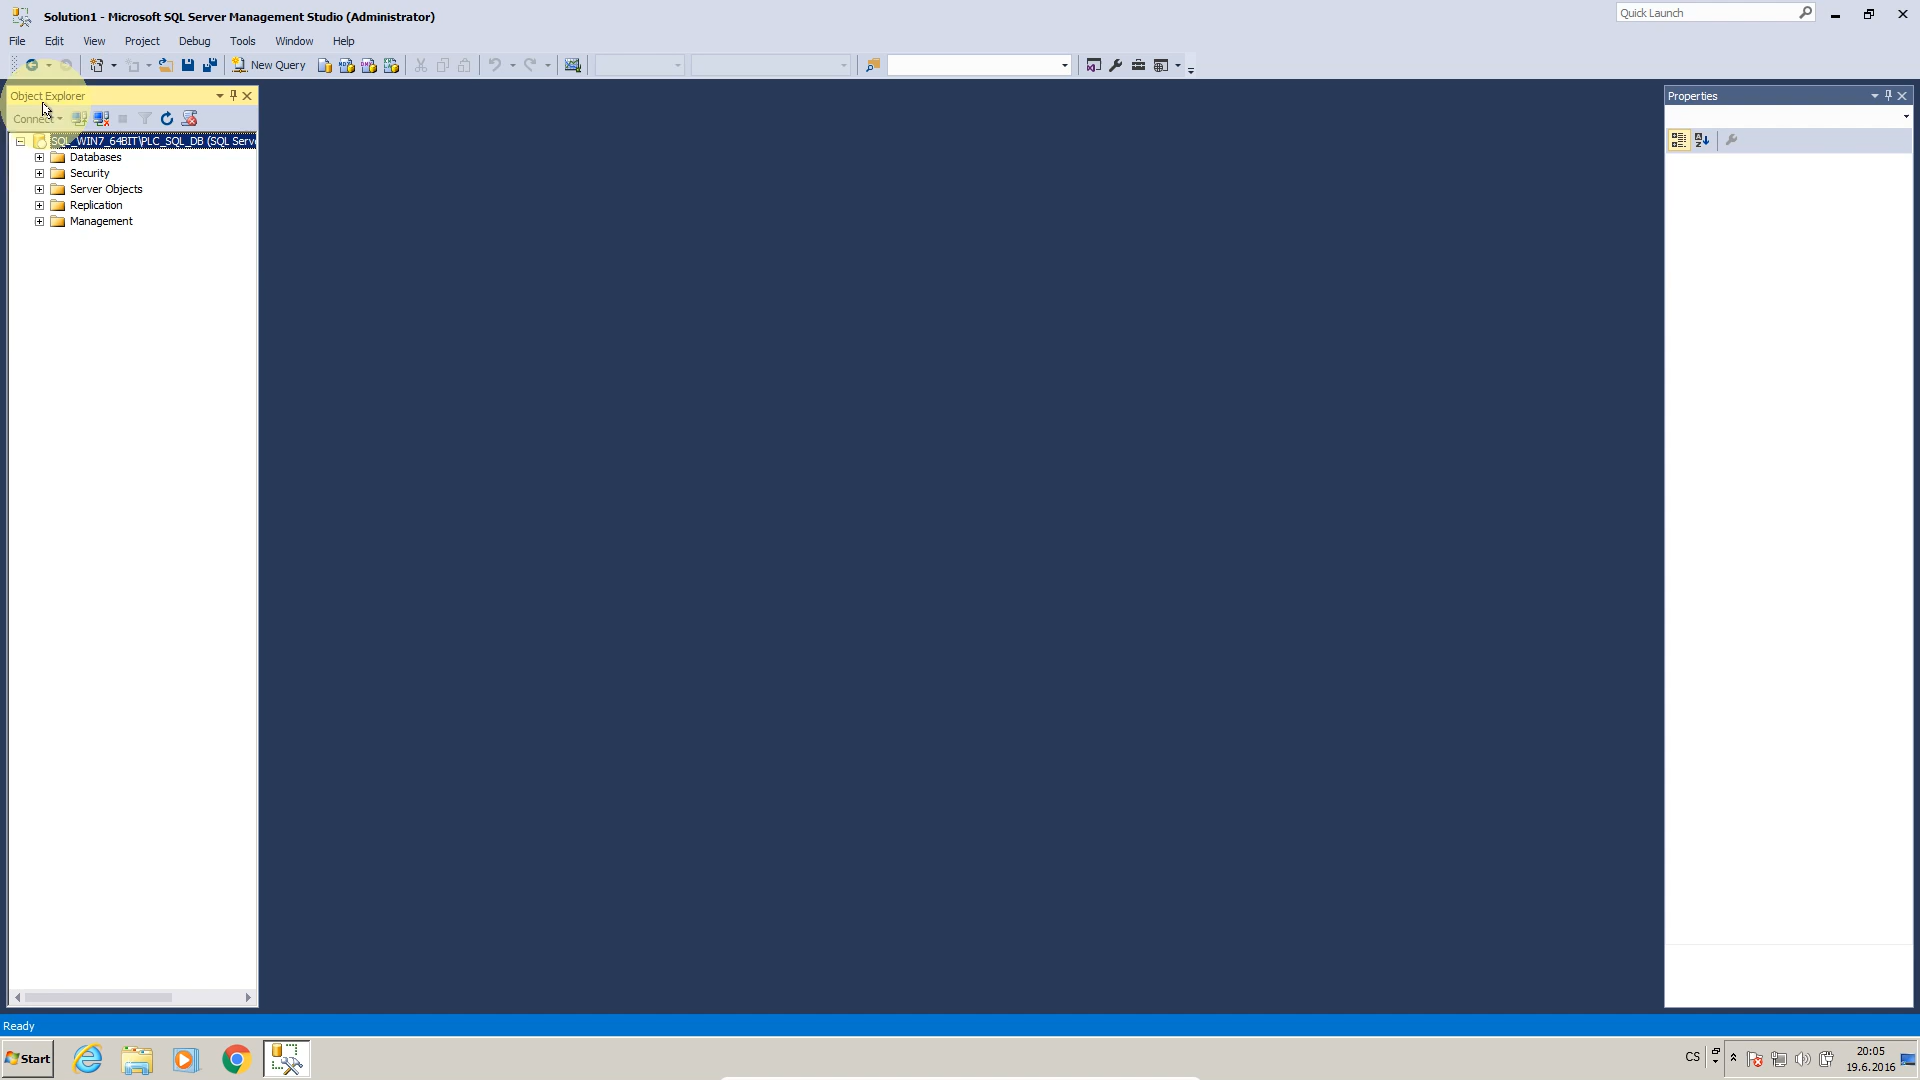 Solution1 - Microsoft SQL Server Management Studio (Administrator)
Quick Launch
File Edit View Project Debug Tools Window Help
New Query
Object Explorer
Connect
SQL_WIN7_64BIT\PLC_SQL_DB (SQL Serve
Databases
Security
Server Objects
Replication
Management
Properties
Ready
Start
CS
20:05
19.6.2016